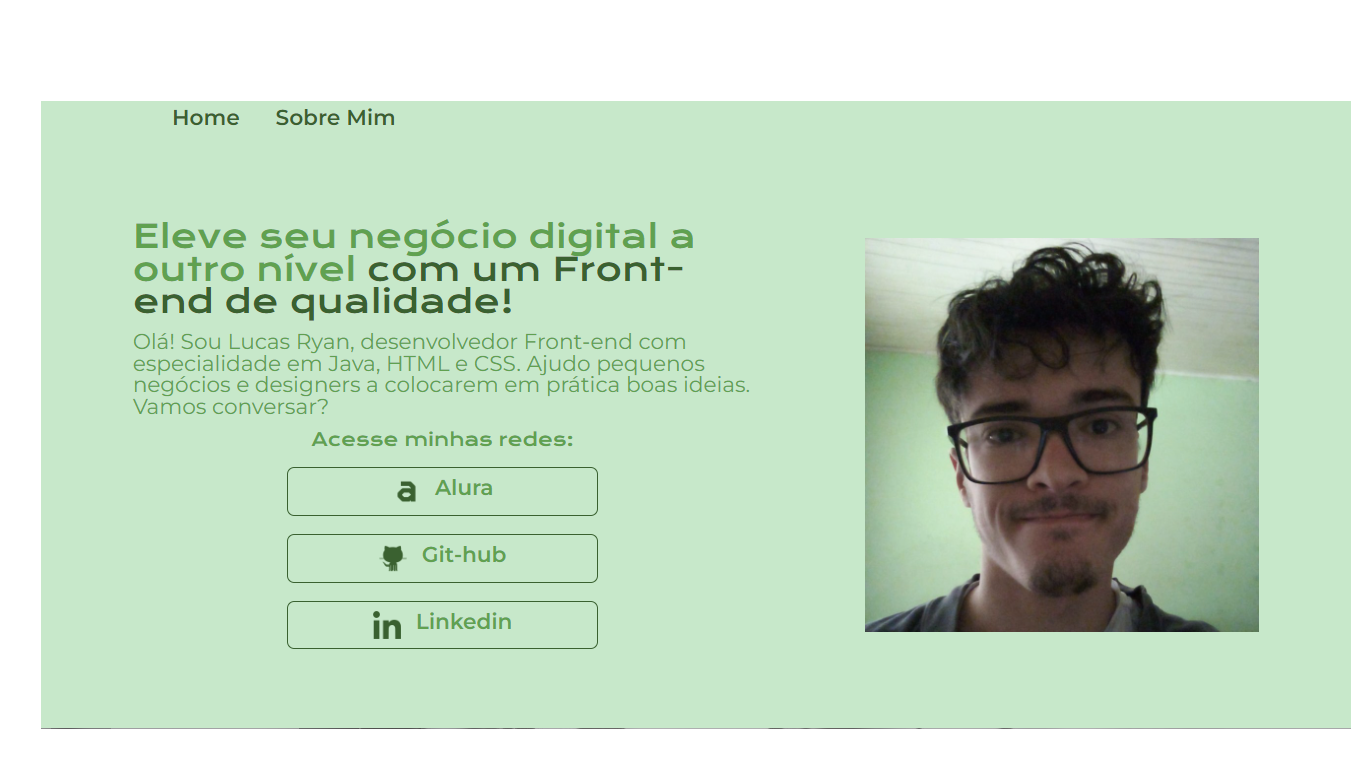 Home Sobre Mim
Eleve seu negócio digital a
outro nível com um Front-
end de qualidade!
Olá! Sou Lucas Ryan, desenvolvedor Front-end com
especialidade em Java, HTML e CSS. Ajudo pequenos
negócios e designers a colocarem em prática boas ideias.
Vamos conversar?
Acesse minhas redes:
a Alura
Git-hub
in Linkedin